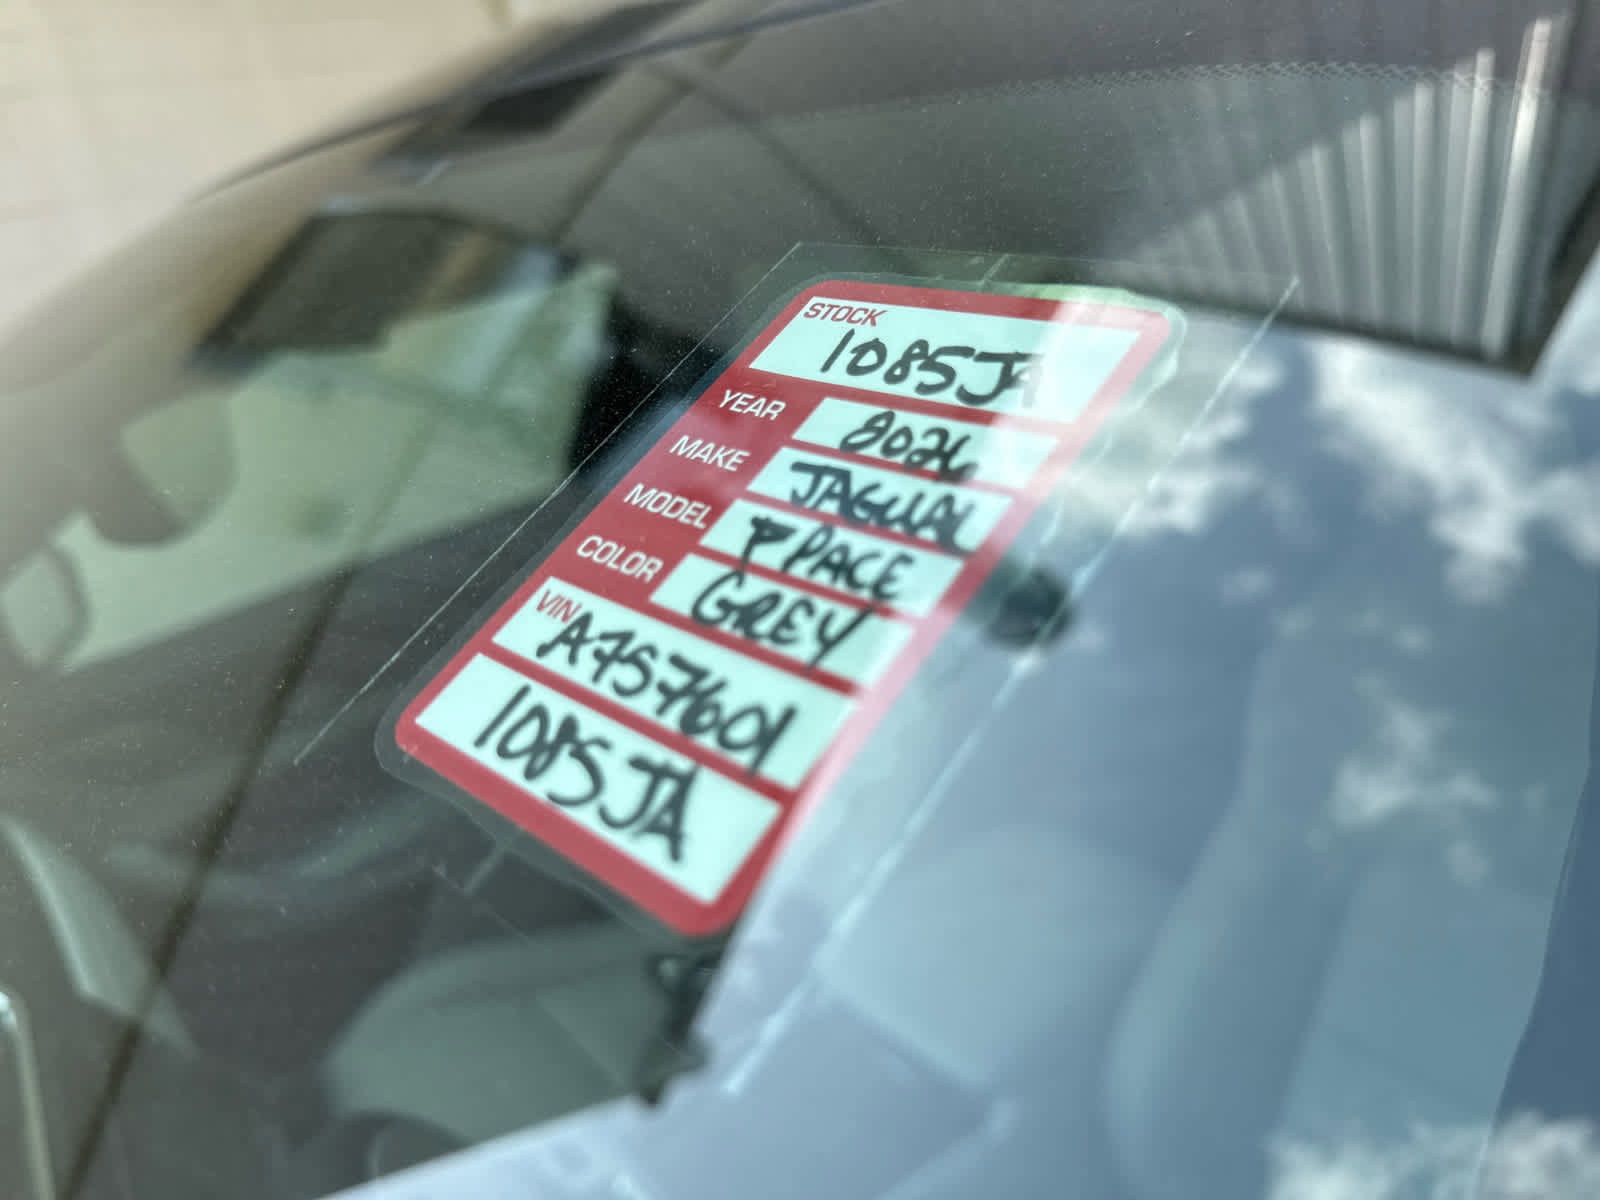 STOCK
1085JA
YEAR 2026
MAKE JAGUAR
MODEL F PACE
COLOR GREY
VIN
A757601
1085JA